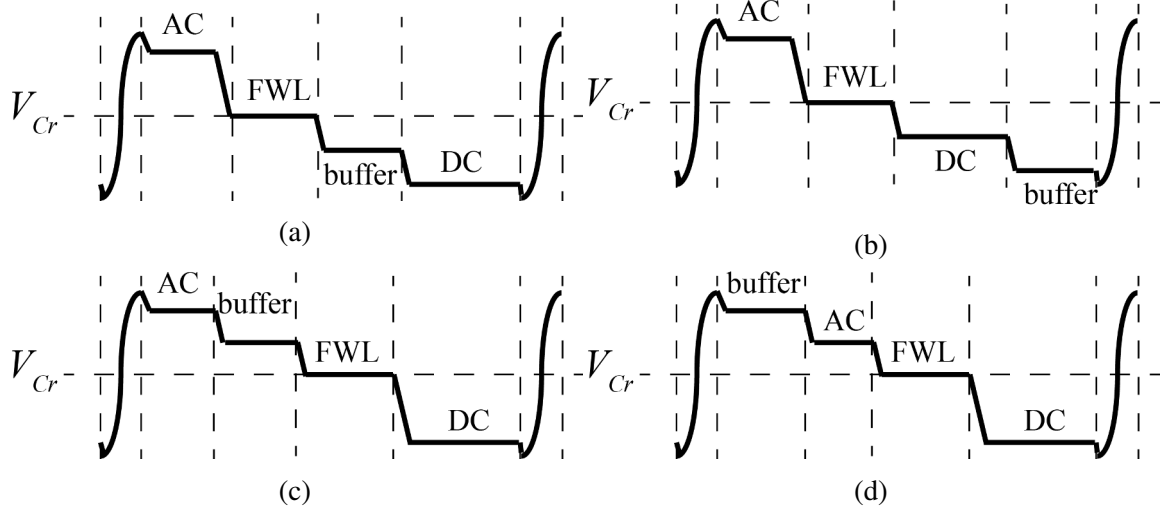 AC
FWL
V_Cr
buffer
DC
(a)
AC
FWL
V_Cr
DC
buffer
(b)
AC
buffer
FWL
V_Cr
DC
(c)
buffer
AC
FWL
V_Cr
DC
(d)